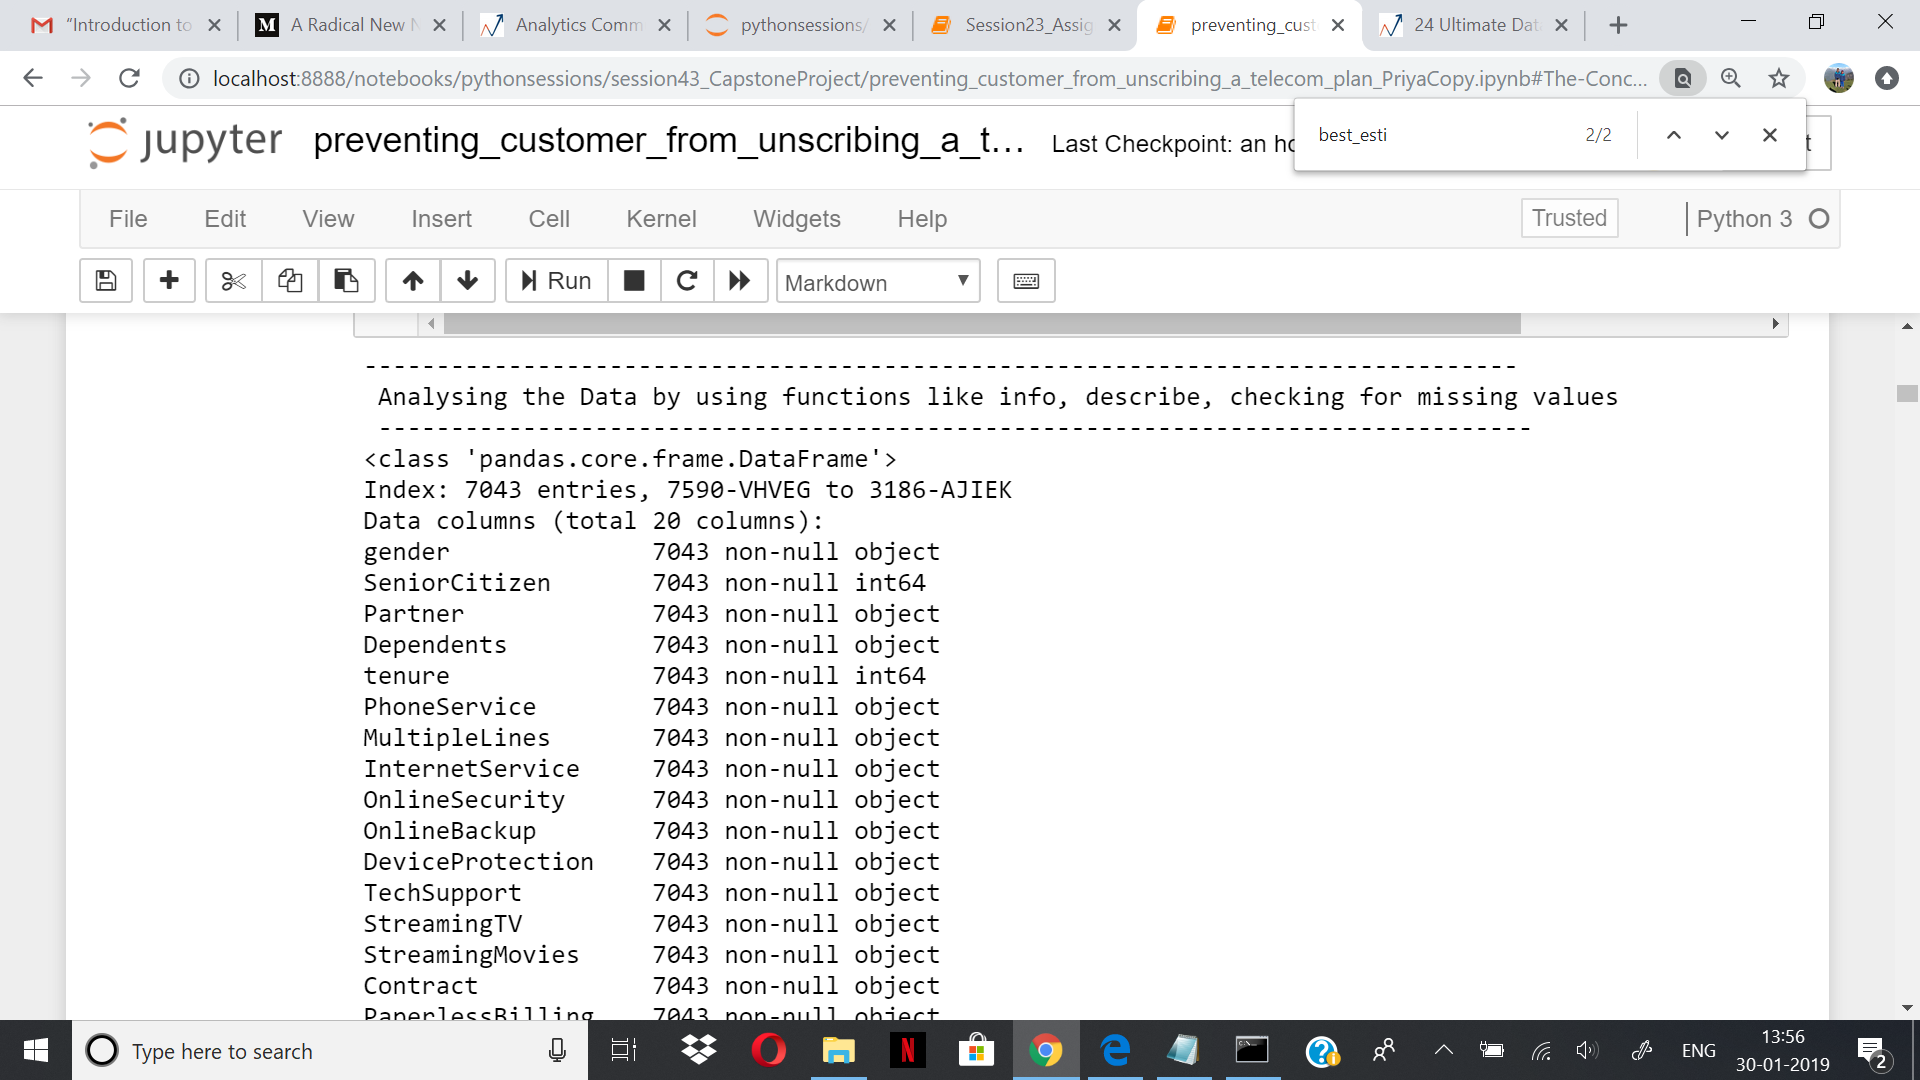 "Introduction to
A Radical New N
Analytics Comm
pythonsessions/
Session23_Assig
preventing_cust
24 Ultimate Dat
localhost:8888/notebooks/pythonsessions/session43_CapstoneProject/preventing_customer_from_unscribing_a_telecom_plan_PriyaCopy.ipynb#The-Conc...
best_esti 2/2
jupyter preventing_customer_from_unscribing_a_t... Last Checkpoint: an ho
File Edit View Insert Cell Kernel Widgets Help Trusted Python 3
Run Markdown
--------------------------------------------------------------------------------
Analysing the Data by using functions like info, describe, checking for missing values
--------------------------------------------------------------------------------
<class 'pandas.core.frame.DataFrame'>
Index: 7043 entries, 7590-VHVEG to 3186-AJIEK
Data columns (total 20 columns):
gender 7043 non-null object
SeniorCitizen 7043 non-null int64
Partner 7043 non-null object
Dependents 7043 non-null object
tenure 7043 non-null int64
PhoneService 7043 non-null object
MultipleLines 7043 non-null object
InternetService 7043 non-null object
OnlineSecurity 7043 non-null object
OnlineBackup 7043 non-null object
DeviceProtection 7043 non-null object
TechSupport 7043 non-null object
StreamingTV 7043 non-null object
StreamingMovies 7043 non-null object
Contract 7043 non-null object
PaperlessBilling 7043 non-null object
Type here to search
ENG
13:56
30-01-2019
2